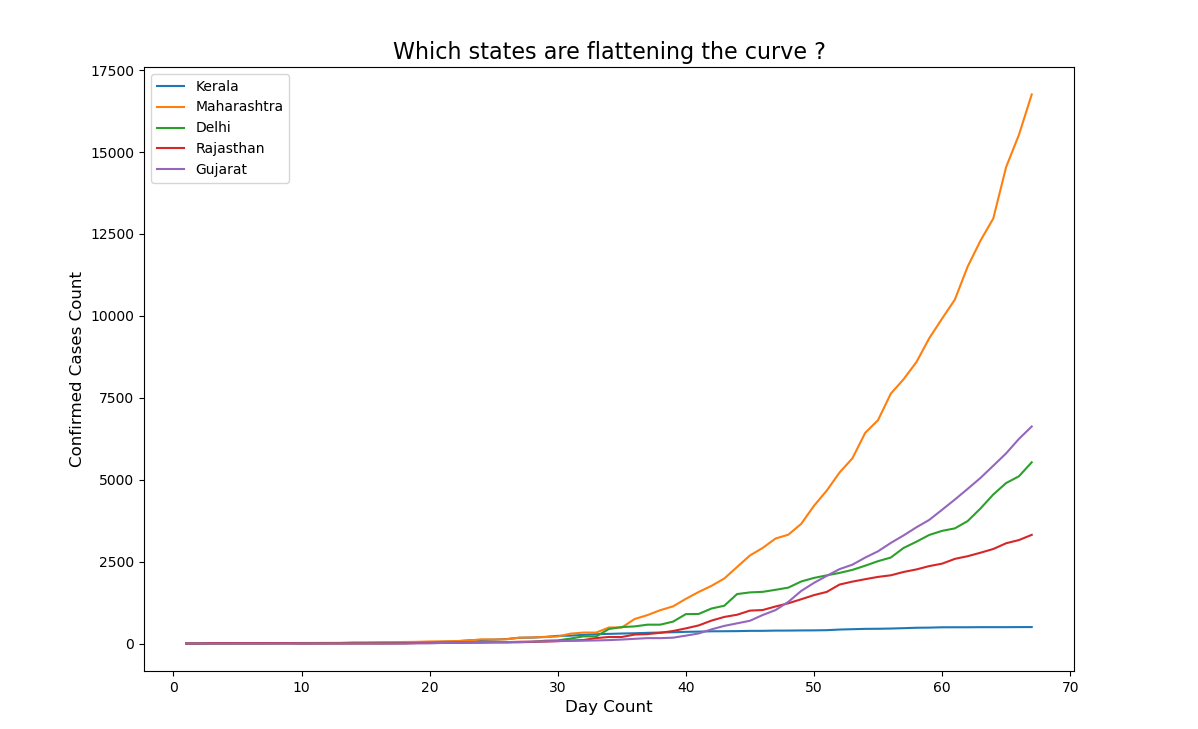 Which states are flattening the curve ?
Kerala
Maharashtra
Delhi
Rajasthan
Gujarat
Confirmed Cases Count
17500
15000
12500
10000
7500
5000
2500
0
0 10 20 30 40 50 60 70
Day Count